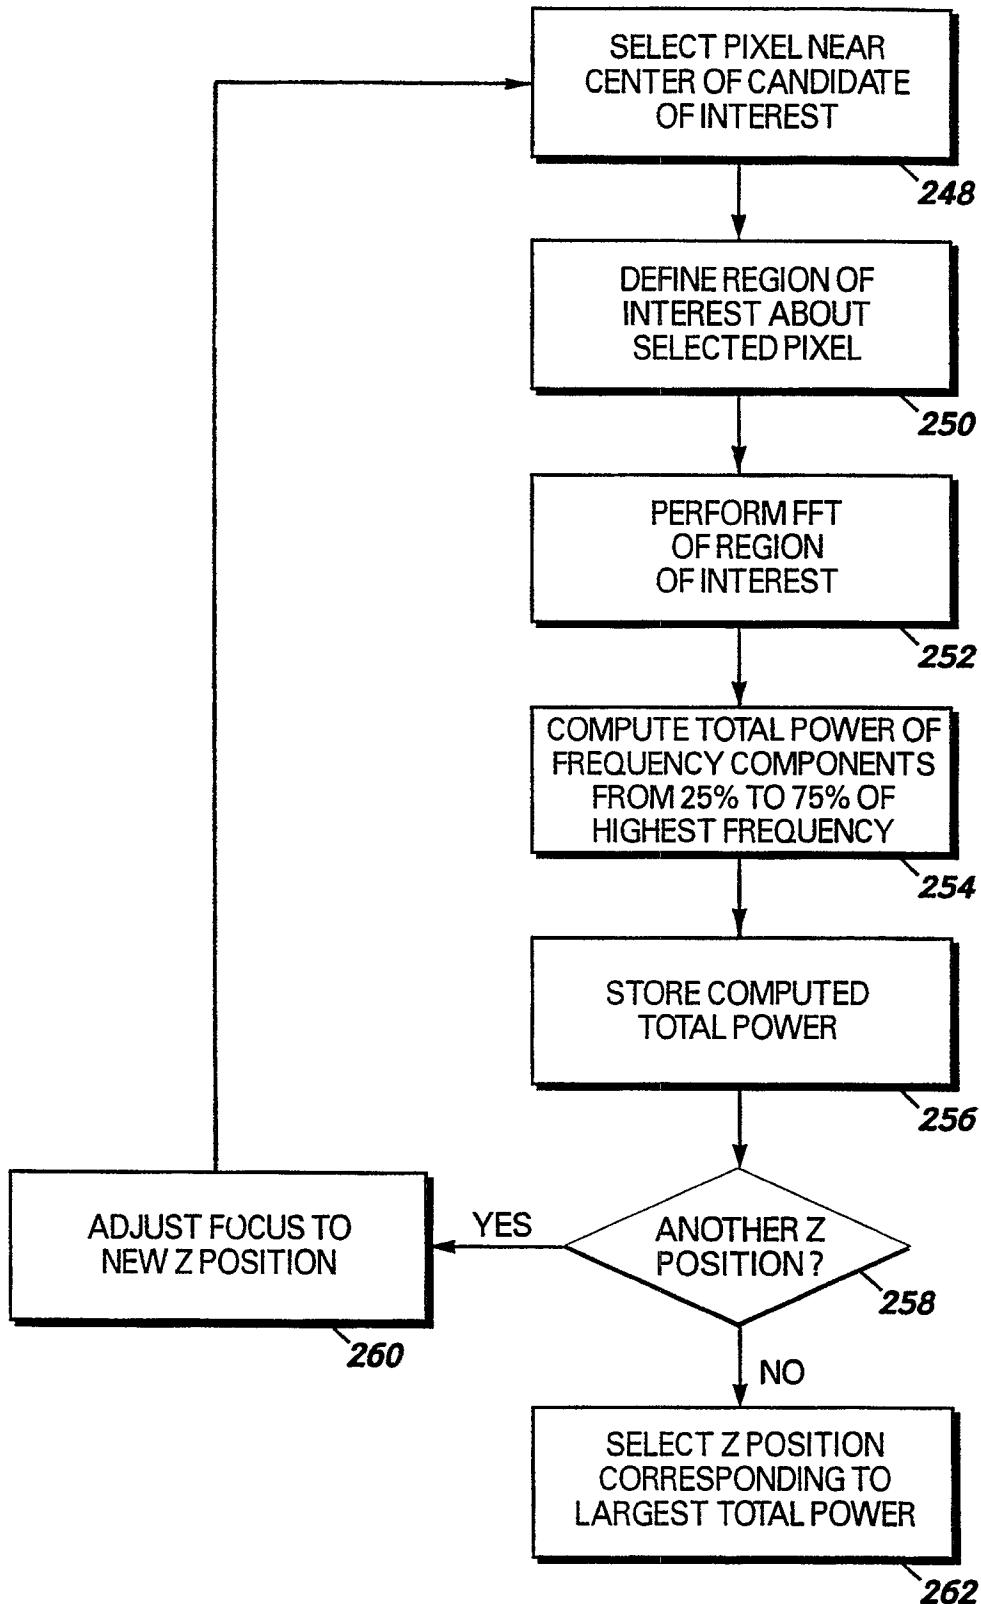 SELECT PIXEL NEAR
CENTER OF CANDIDATE
OF INTEREST
248
DEFINE REGION OF
INTEREST ABOUT
SELECTED PIXEL
250
PERFORM FFT
OF REGION
OF INTEREST
252
COMPUTE TOTAL POWER OF
FREQUENCY COMPONENTS
FROM 25% TO 75% OF
HIGHEST FREQUENCY
254
STORE COMPUTED
TOTAL POWER
256
ANOTHER Z
POSITION?
258
YES
ADJUST FOCUS TO
NEW Z POSITION
260
NO
SELECT Z POSITION
CORRESPONDING TO
LARGEST TOTAL POWER
262